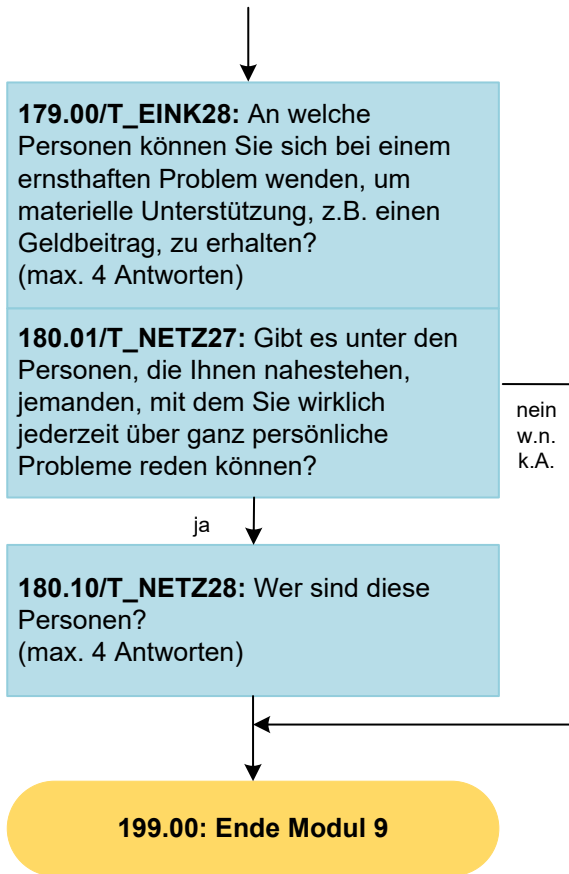 179.00/T_EINK28: An welche
Personen können Sie sich bei einem
ernsthaften Problem wenden, um
materielle Unterstützung, z.B. einen
Geldbeitrag, zu erhalten?
(max. 4 Antworten)
180.01/T_NETZ27: Gibt es unter den
Personen, die Ihnen nahestehen,
jemanden, mit dem Sie wirklich
jederzeit über ganz persönliche
Probleme reden können?
nein
w.n.
k.A.
ja
180.10/T_NETZ28: Wer sind diese
Personen?
(max. 4 Antworten)
199.00: Ende Modul 9